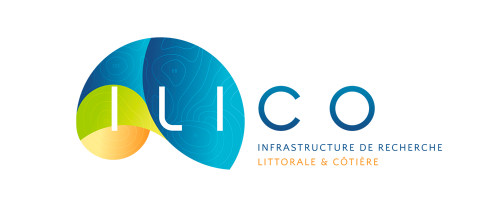 ILICO
INFRASTRUCTURE DE RECHERCHE
LITTORALE & CÔTIÈRE